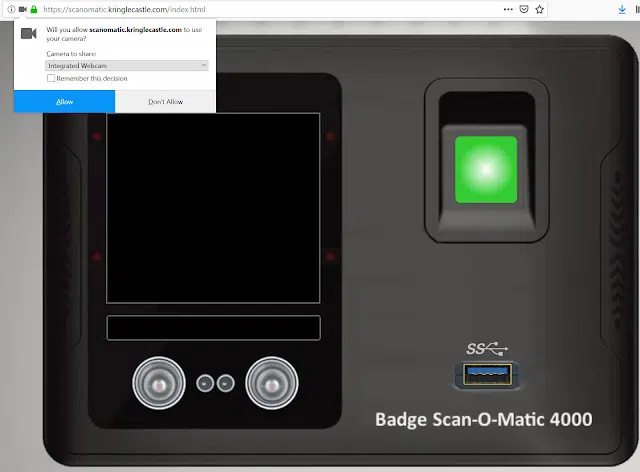 https://scanomatic.kringlecastle.com/index.html
Will you allow scanomatic.kringlecastle.com to use
your camera?
Camera to share:
Integrated Webcam
Remember this decision
Allow
Don't Allow
SS
Badge Scan-O-Matic 4000